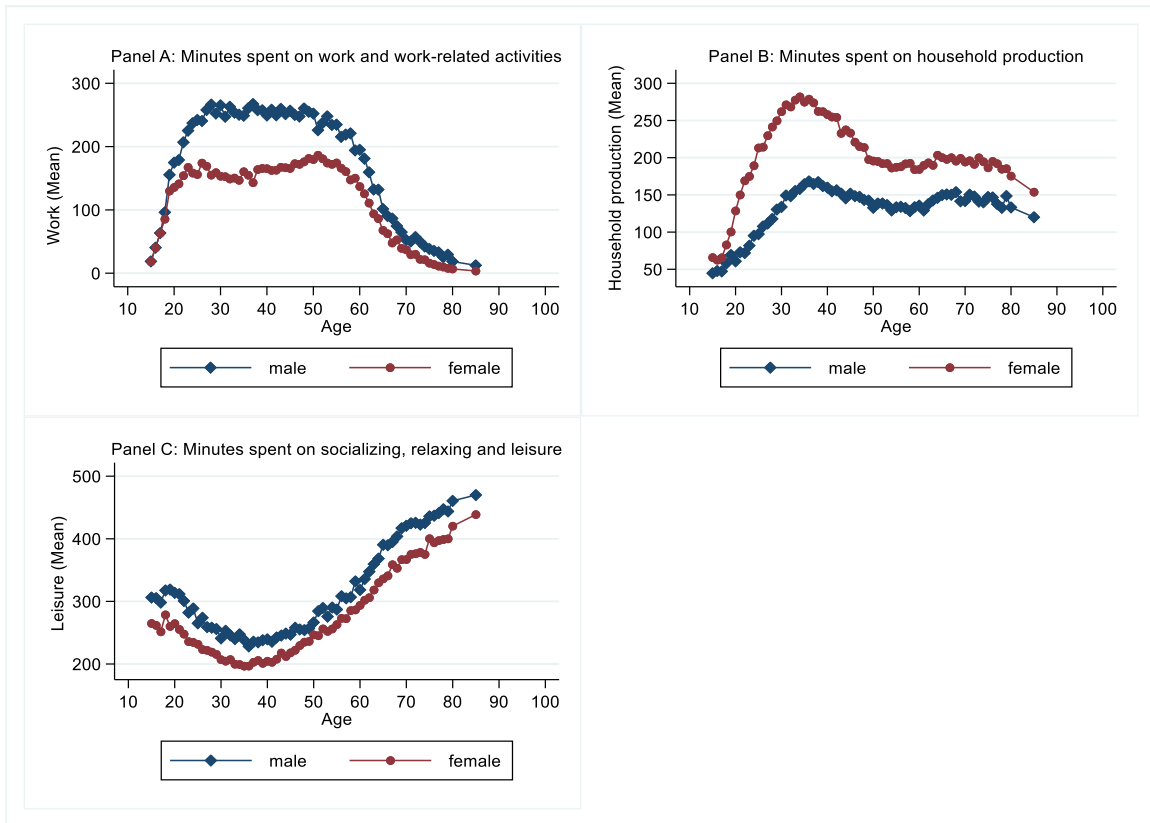 Panel A: Minutes spent on work and work-related activities
Work (Mean)
300
200
100
0
10 20 30 40 50 60 70 80 90 100
Age
male female
Panel B: Minutes spent on household production
Household production (Mean)
300
250
200
150
100
50
10 20 30 40 50 60 70 80 90 100
Age
male female
Panel C: Minutes spent on socializing, relaxing and leisure
Leisure (Mean)
500
400
300
200
10 20 30 40 50 60 70 80 90 100
Age
male female